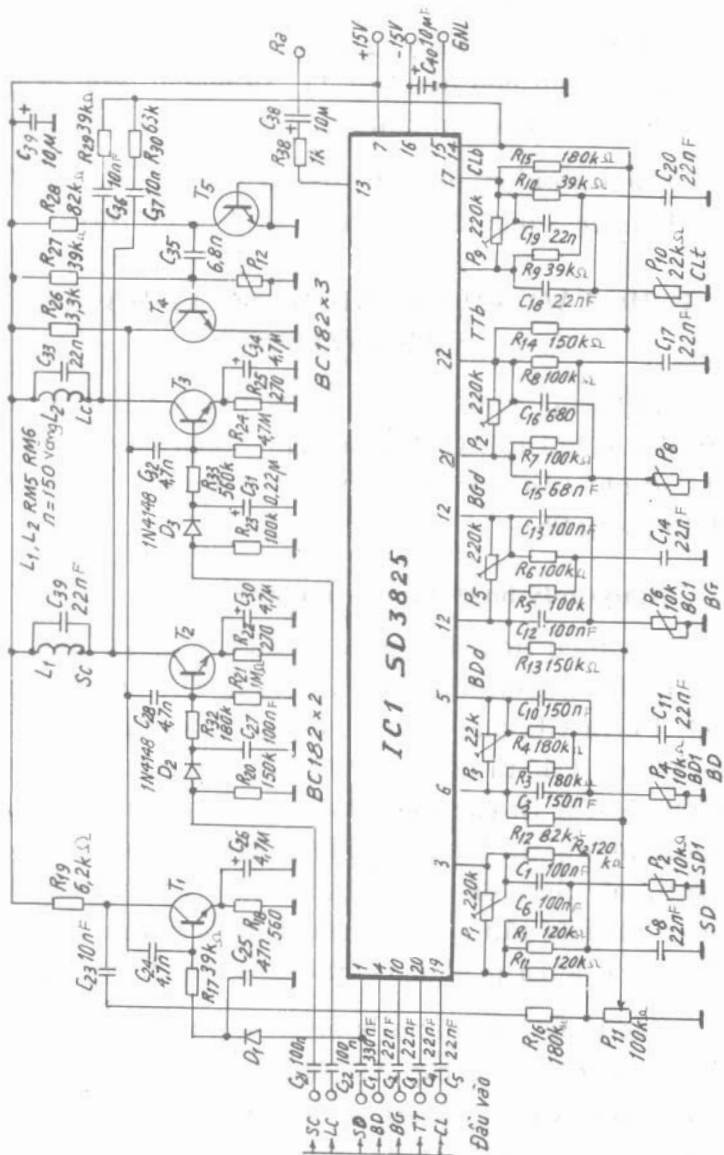 C39 10µ
R29 39kΩ
10nF
C36
R30 63k
C37 10n
R28 82kΩ
R27 39kΩ
R26 3,3k
C33 22n
L2
LC
L1, L2 RM5 RM6
n=150 vòng
C39 22nF
L1
SC
R19 6,2kΩ
C23 10nF
Ra
C38 10µ
R38 1k
+15V
-15V
C40 10µF
GNL
T5
C35 6,8n
P12
T4
T3
C34 4,7µ
R25 270
R24 4,7M
C32 4,7n
R33 560k
C31 0,22µ
R23 100k
1N4148
D3
BC182×3
T2
C30 4,7µ
R22 270
R21 1MΩ
C28 4,7n
R32 180k
C27 100nF
R20 150k
1N4148
D2
BC182×2
T1
C26 4,7M
R18 560
C24 4,7n
R17 39kΩ
C25 47n
D1
IC1 SD3825
13
7
16
15
14
17
22
21
12
12
5
6
3
1
4
10
20
19
SC
C21 100n
LC
C22 100n
SD
C1 330nF
BD
C2 22nF
BG
C3 22nF
TT
C4 22nF
CL
C5 22nF
Đầu vào
CLb
R15 180kΩ
R10 39kΩ
P9 220k
C19 22n
R9 39kΩ
C18 22nF
C20 22nF
P10 22kΩ
CLt
TTb
R14 150kΩ
R8 100kΩ
P2 220k
C16 680
R7 100kΩ
C15 68nF
C17 22nF
P8
BGd
C13 100nF
P5 220k
R6 100kΩ
R5 100k
C12 100nF
R13 150kΩ
C14 22nF
P6 10k
BG1
BG
BDd
C10 150nF
P3 22k
R4 180kΩ
R3 180kΩ
C9 150nF
C11 22nF
P4 10kΩ
BD1
BD
R12 82kΩ
R2 120kΩ
C7 100nF
P1 220k
C6 100nF
R1 120kΩ
R11 120kΩ
P2 10kΩ
SD1
C8 22nF
SD
R16 180kΩ
P11 100kΩ